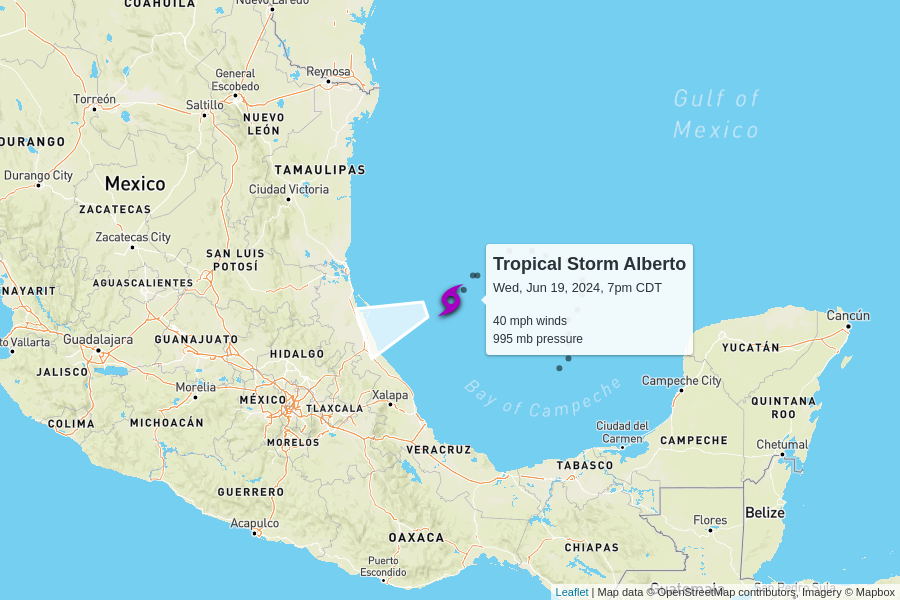 COAHUILA
Nuevo Laredo
General
Escobedo
Reynosa
Torreón
Saltillo
NUEVO
LEÓN
DURANGO
Durango City
Mexico
TAMAULIPAS
Ciudad Victoria
ZACATECAS
Zacatecas City
SAN LUIS
POTOSÍ
AGUASCALIENTES
NAYARIT
Guadalajara
GUANAJUATO
HIDALGO
JALISCO
Morelia
MÉXICO
TLAXCALA
Xalapa
COLIMA
MICHOACÁN
MORELOS
VERACRUZ
GUERRERO
Acapulco
OAXACA
Puerto
Escondido
Gulf of
Mexico
Tropical Storm Alberto
Wed, Jun 19, 2024, 7pm CDT
40 mph winds
995 mb pressure
Bay of Campeche
Cancún
YUCATÁN
Campeche City
QUINTANA
ROO
Ciudad del
Carmen
CAMPECHE
Chetumal
TABASCO
Belize
Flores
CHIAPAS
Guatemala
San Pedro Sula
Leaflet | Map data © OpenStreetMap contributors, Imagery © Mapbox